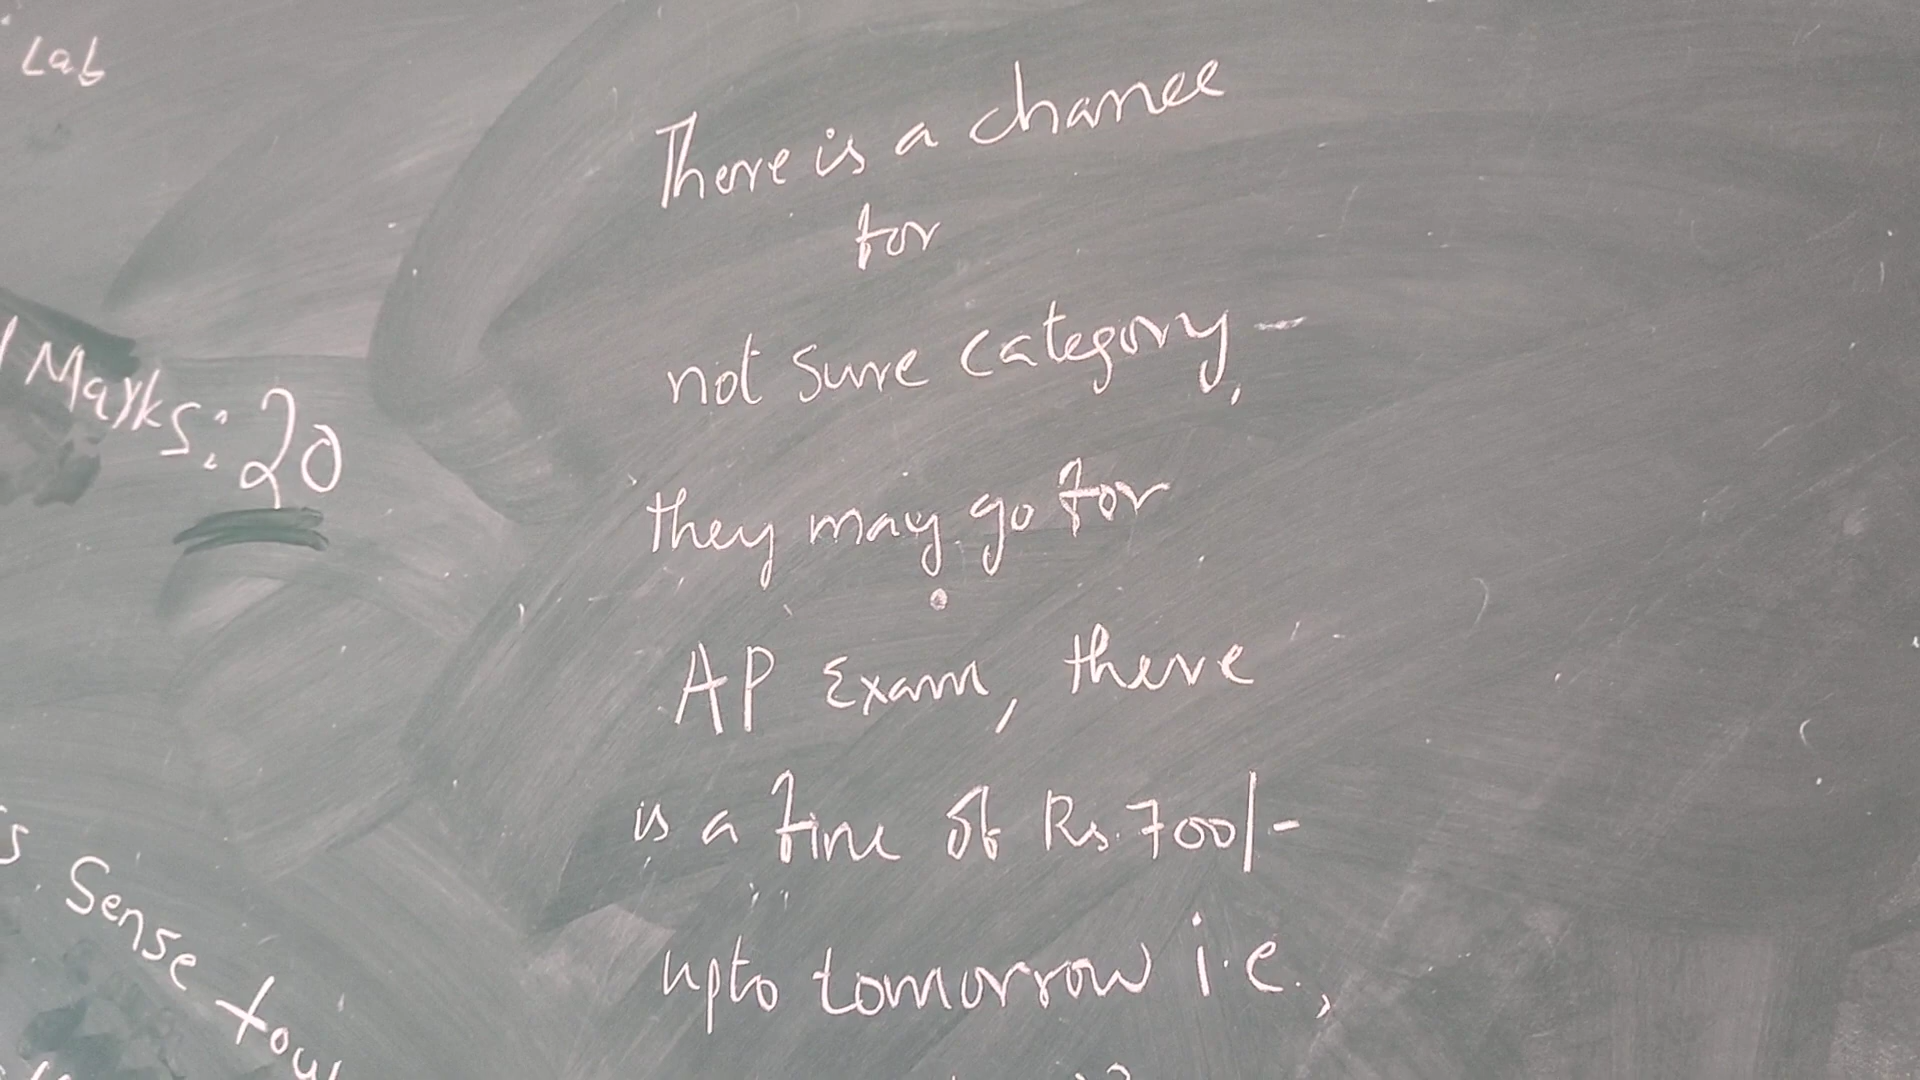 Lab
Marks: 20
Sense
There is a chance
for
not sure category -,
they may go for
AP Exam, there
is a fine of Rs. 700/-
upto tomorrow i.e.,